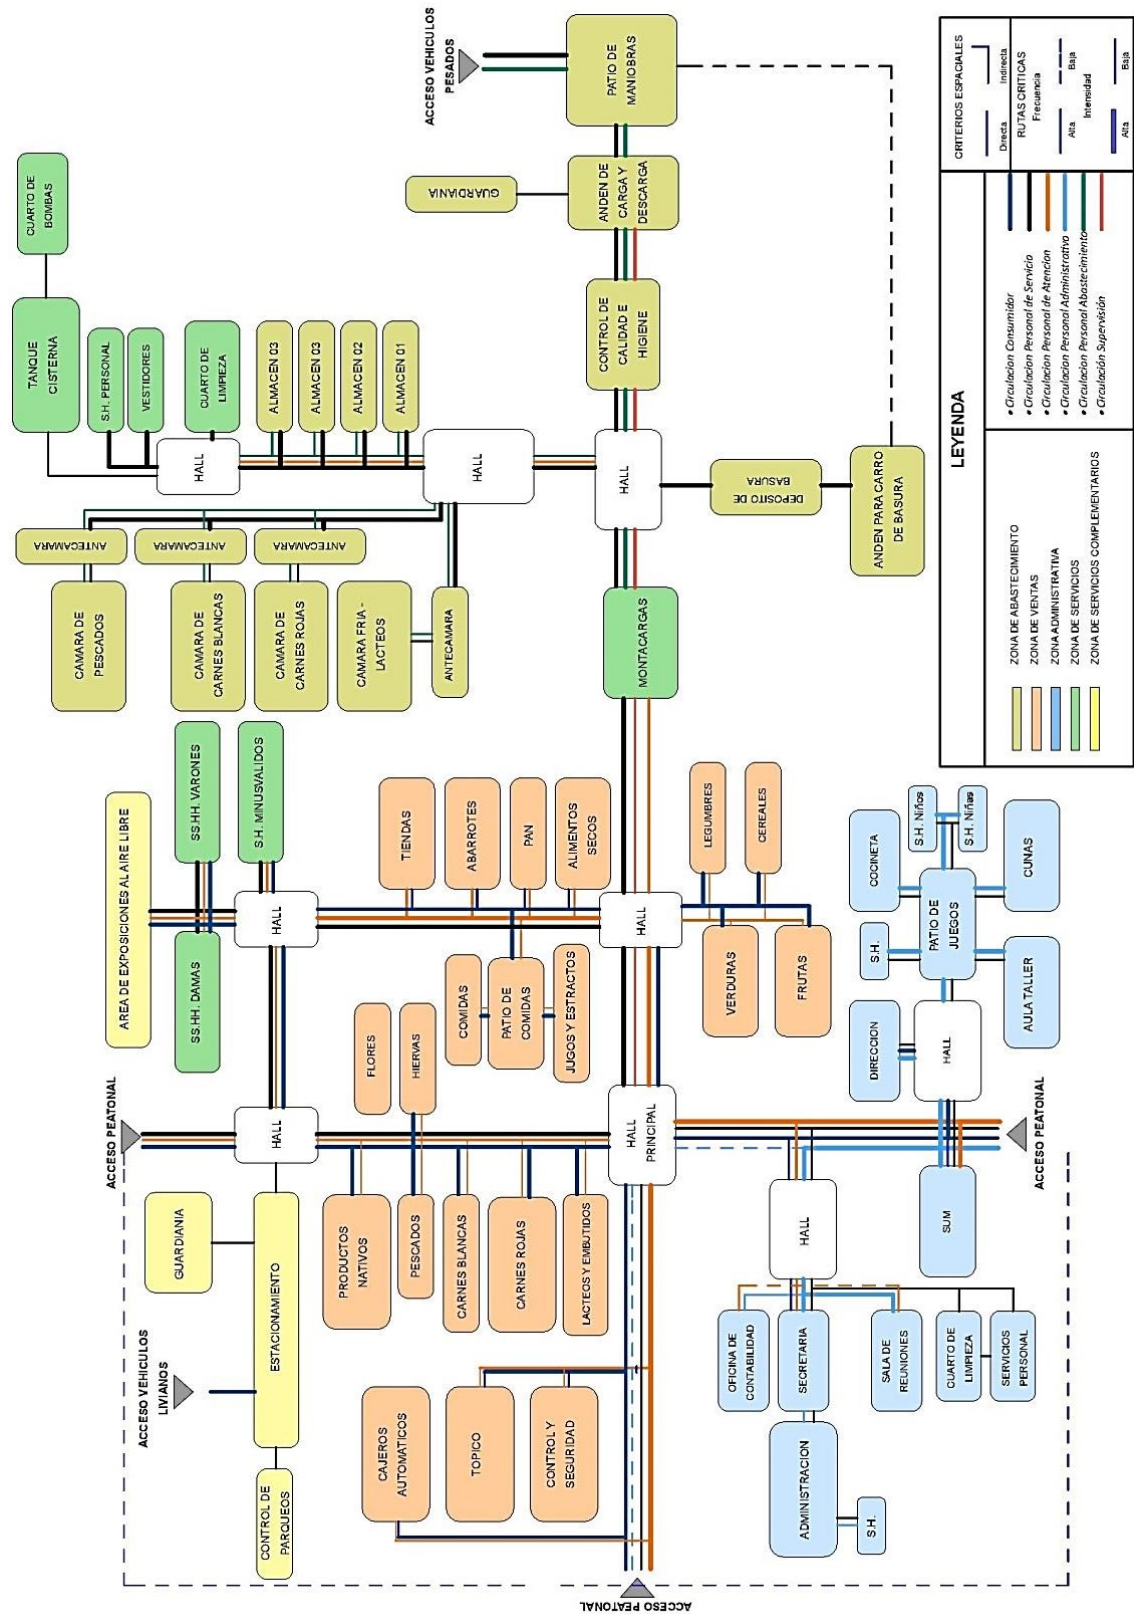 ACCESO VEHICULOS
PESADOS
PATIO DE
MANIOBRAS
GUARDIANIA
ANDEN DE
CARGA Y
DESCARGA
CONTROL DE
CALIDAD E
HIGIENE
CUARTO DE
BOMBAS
TANQUE
CISTERNA
S.H. PERSONAL
VESTIDORES
CUARTO DE
LIMPIEZA
HALL
ALMACEN 03
ALMACEN 03
ALMACEN 02
ALMACEN 01
HALL
HALL
DEPOSITO DE
BASURA
ANDEN PARA CARRO
DE BASURA
ANTECAMARA
ANTECAMARA
ANTECAMARA
ANTECAMARA
CAMARA DE
PESCADOS
CAMARA DE
CARNES BLANCAS
CAMARA DE
CARNES ROJAS
CAMARA FRIA -
LACTEOS
MONTACARGAS
AREA DE EXPOSICIONES AL AIRE LIBRE
SS.HH. VARONES
S.H. MINUSVALIDOS
SS.HH. DAMAS
HALL
TIENDAS
ABARROTES
PAN
ALIMENTOS
SECOS
HALL
LEGUMBRES
CEREALES
VERDURAS
FRUTAS
COMIDAS
PATIO DE
COMIDAS
JUGOS Y ESTRACTOS
FLORES
HIERVAS
ACCESO PEATONAL
HALL
HALL
PRINCIPAL
GUARDIANIA
ESTACIONAMIENTO
ACCESO VEHICULOS
LIVIANOS
CONTROL DE
PARQUEOS
PRODUCTOS
NATIVOS
PESCADOS
CARNES BLANCAS
CARNES ROJAS
LACTEOS Y EMBUTIDOS
CAJEROS
AUTOMATICOS
TOPICO
CONTROL Y
SEGURIDAD
ACCESO PEATONAL
COCINETA
S.H. Niños
S.H. Niñas
S.H.
PATIO DE
JUEGOS
CUNAS
AULA TALLER
DIRECCION
HALL
SUM
ACCESO PEATONAL
HALL
OFICINA DE
CONTABILIDAD
SECRETARIA
SALA DE
REUNIONES
CUARTO DE
LIMPIEZA
SERVICIOS
PERSONAL
ADMINISTRACION
S.H.
LEYENDA
ZONA DE ABASTECIMIENTO
ZONA DE VENTAS
ZONA ADMINISTRATIVA
ZONA DE SERVICIOS
ZONA DE SERVICIOS COMPLEMENTARIOS
• Circulacion Consumidor
• Circulacion Personal de Servicio
• Circulacion Personal de Atencion
• Circulacion Personal Administrativo
• Circulacion Personal Abastecimiento
• Circulación Supervisión
CRITERIOS ESPACIALES
Directa
Indirecta
RUTAS CRITICAS
Frecuencia
Alta
Baja
Intensidad
Alta
Baja